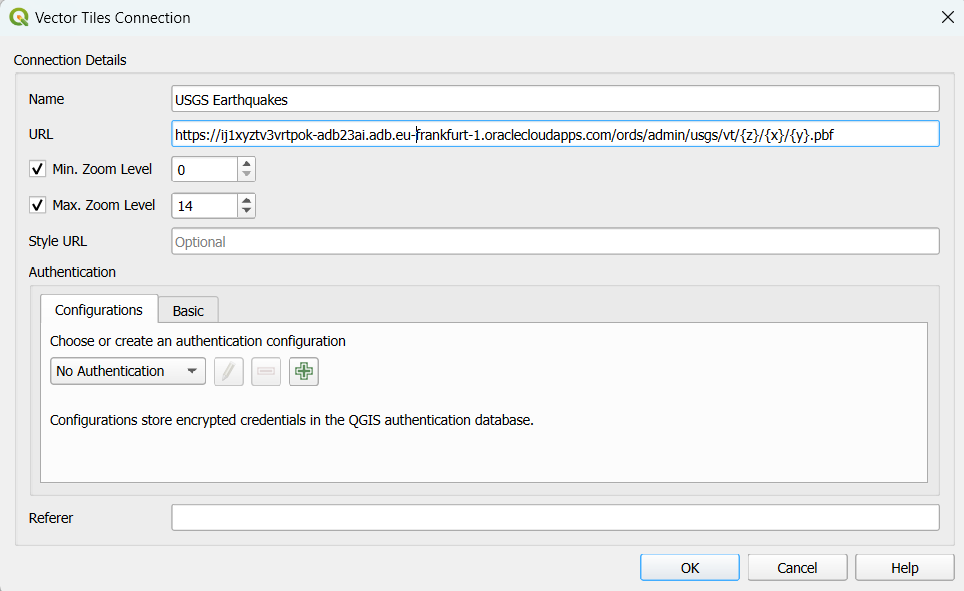 Vector Tiles Connection
Connection Details
Name
USGS Earthquakes
URL
https://ij1xyztv3vrtpok-adb23ai.adb.eu-frankfurt-1.oraclecloudapps.com/ords/admin/usgs/vt/{z}/{x}/{y}.pbf
Min. Zoom Level
0
Max. Zoom Level
14
Style URL
Optional
Authentication
Configurations
Basic
Choose or create an authentication configuration
No Authentication
Configurations store encrypted credentials in the QGIS authentication database.
Referer
OK
Cancel
Help